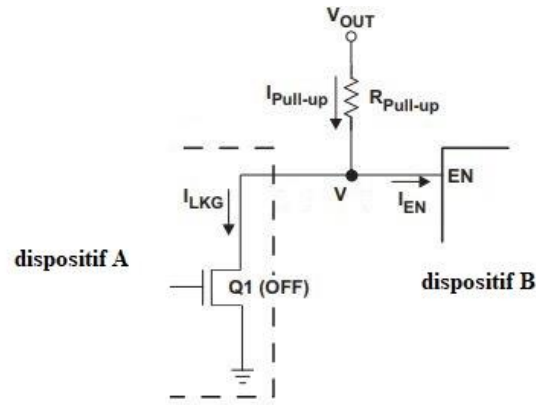 VOUT
IPull-up
RPull-up
ILKG
V
IEN
EN
dispositif A
Q1 (OFF)
dispositif B